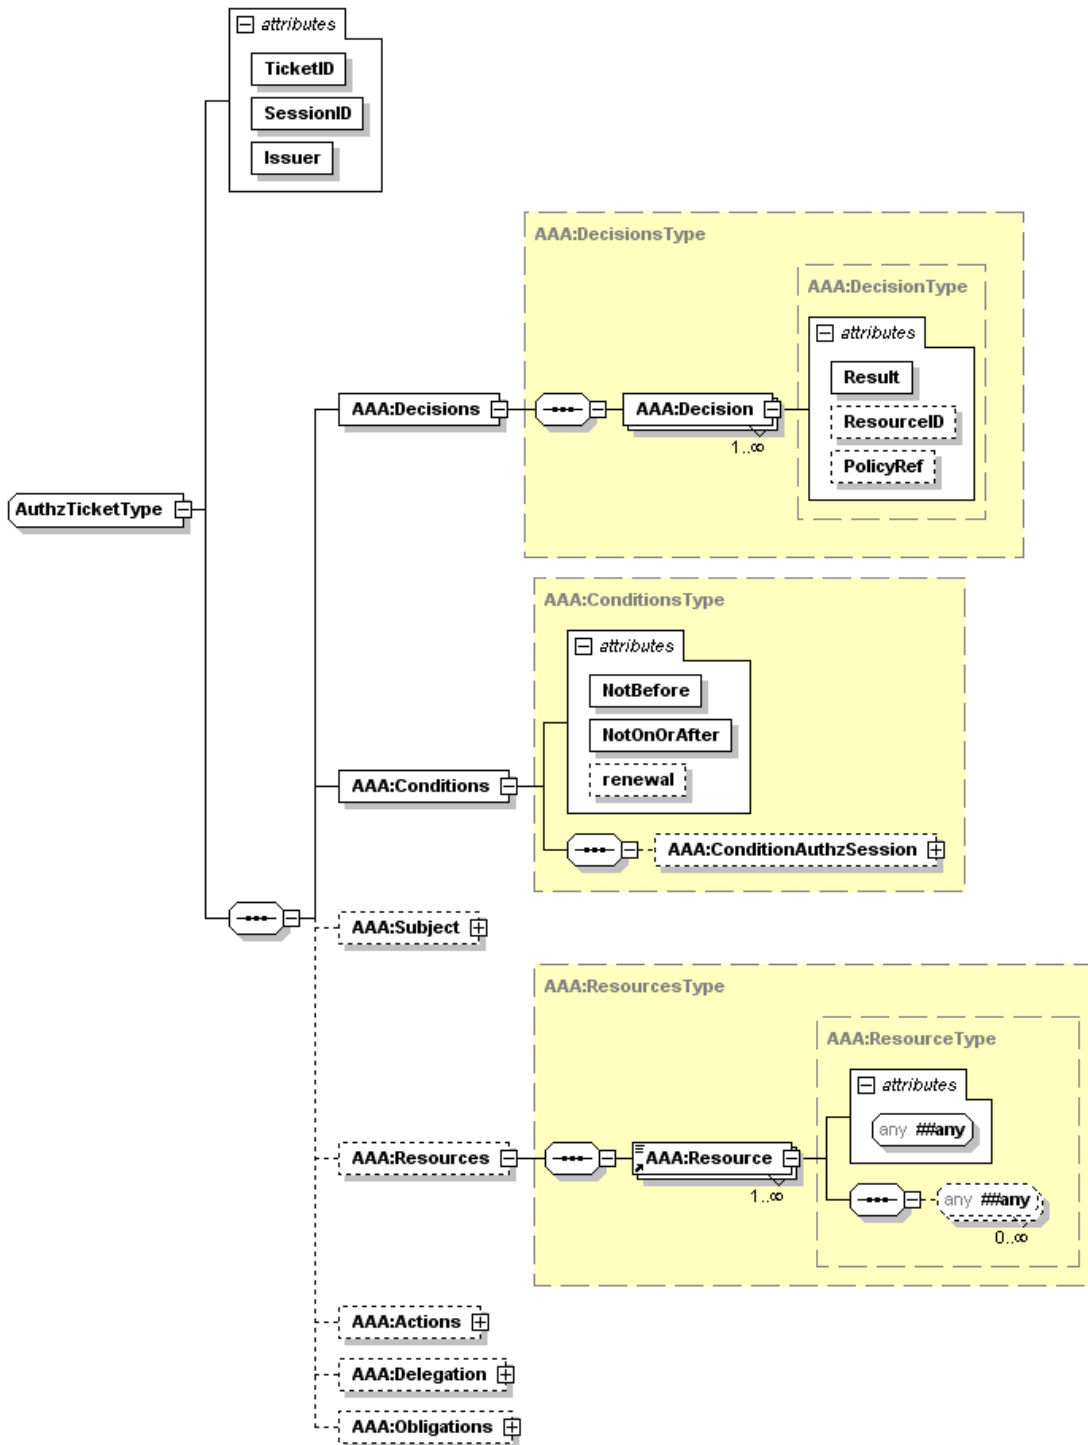 attributes
TicketID
SessionID
Issuer
AAA:DecisionsType
AAA:DecisionType
attributes
Result
AAA:Decisions
AAA:Decision
ResourceID
1..∞
PolicyRef
AuthzTicketType
AAA:ConditionsType
attributes
NotBefore
NotOnOrAfter
renewal
AAA:Conditions
AAA:ConditionAuthzSession
AAA:Subject
AAA:ResourcesType
AAA:ResourceType
attributes
any ##any
AAA:Resources
AAA:Resource
1..∞
any ##any
0..∞
AAA:Actions
AAA:Delegation
AAA:Obligations